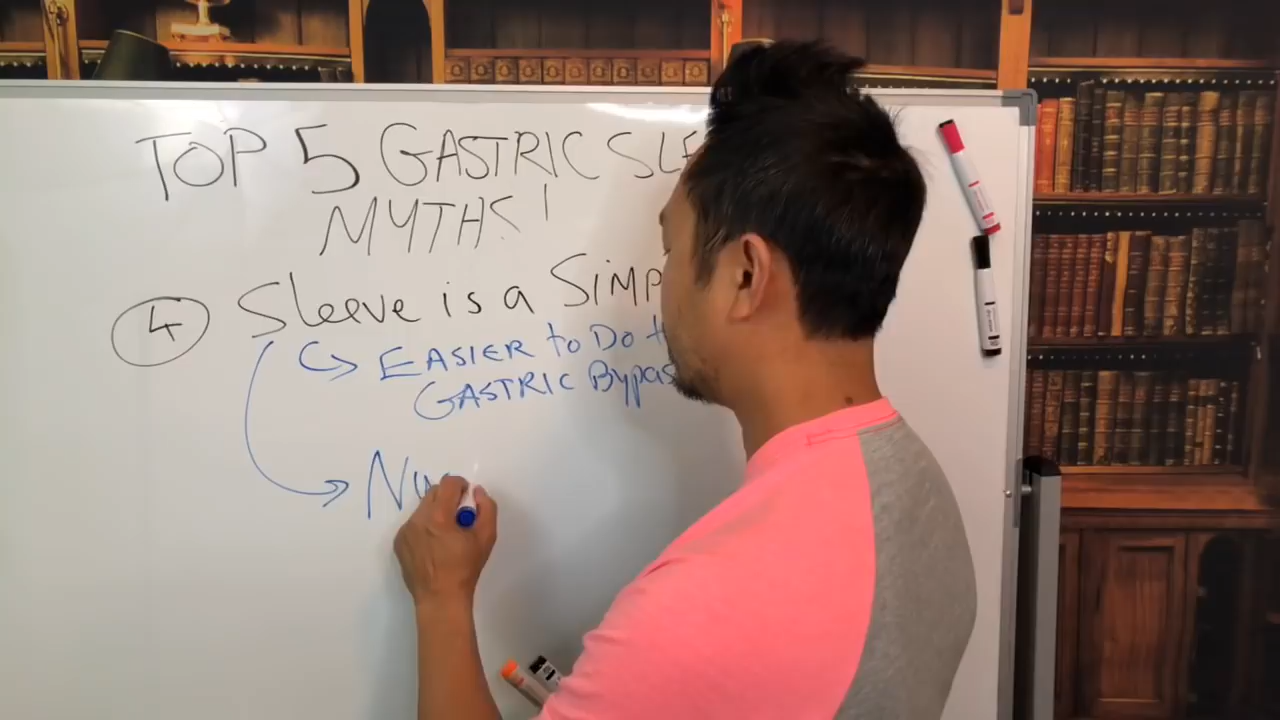 TOP 5 GASTRIC SLE
MYTHS!
4 Sleeve is a SIMP
EASIER to Do t
GASTRIC Bypas
Nu